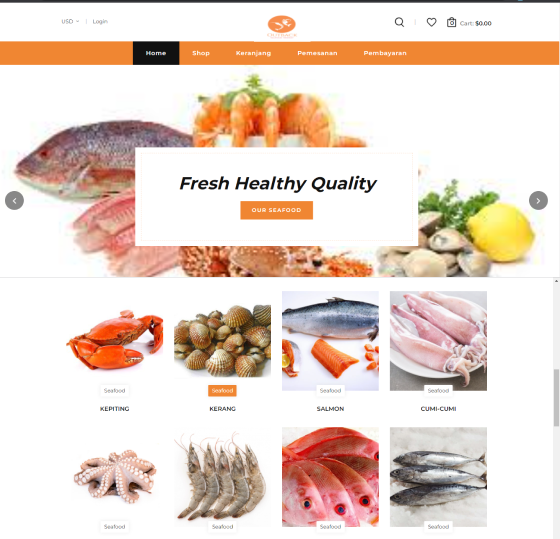 USD
Login
Cart: $0.00
0
Home
Shop
Keranjang
Pemesanan
Pembayaran
Fresh Healthy Quality
OUR SEAFOOD
Seafood
Seafood
Seafood
Seafood
KEPITING
KERANG
SALMON
CUMI-CUMI
Seafood
Seafood
Seafood
Seafood